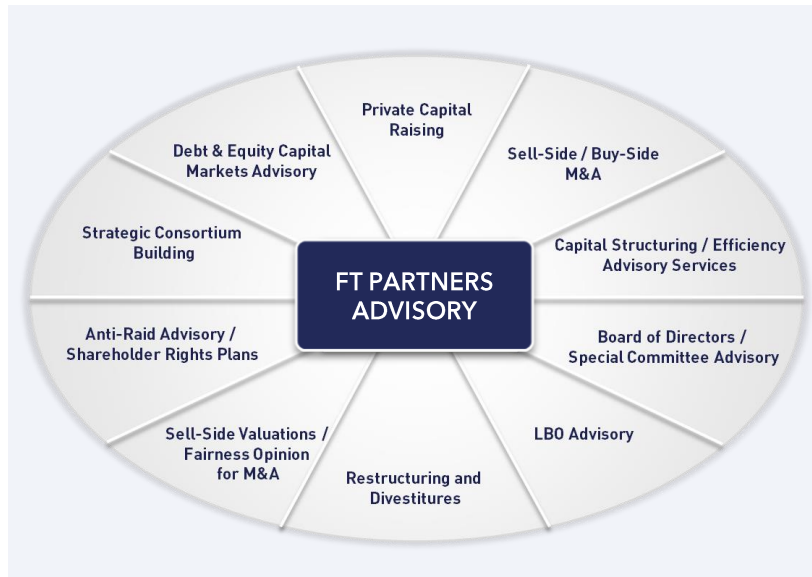 Private Capital
Raising
Sell-Side / Buy-Side
M&A
Capital Structuring / Efficiency
Advisory Services
Board of Directors /
Special Committee Advisory
LBO Advisory
Restructuring and
Divestitures
Sell-Side Valuations /
Fairness Opinion
for M&A
Anti-Raid Advisory /
Shareholder Rights Plans
Strategic Consortium
Building
Debt & Equity Capital
Markets Advisory
FT PARTNERS
ADVISORY